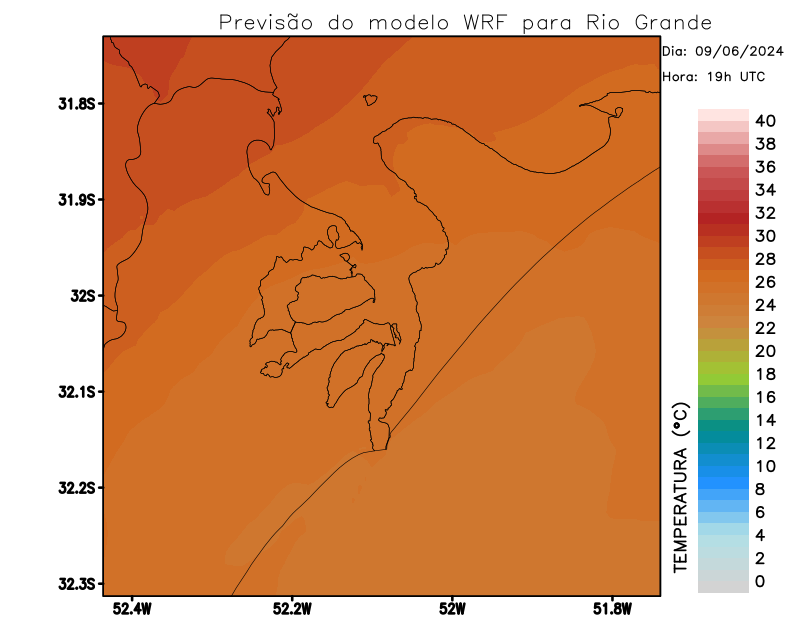 Previsão do modelo WRF para Rio Grande
Dia: 09/06/2024
Hora: 19h UTC
31.8S
31.9S
32S
32.1S
32.2S
32.3S
52.4W
52.2W
52W
51.8W
TEMPERATURA (ºC)
40
38
36
34
32
30
28
26
24
22
20
18
16
14
12
10
8
6
4
2
0